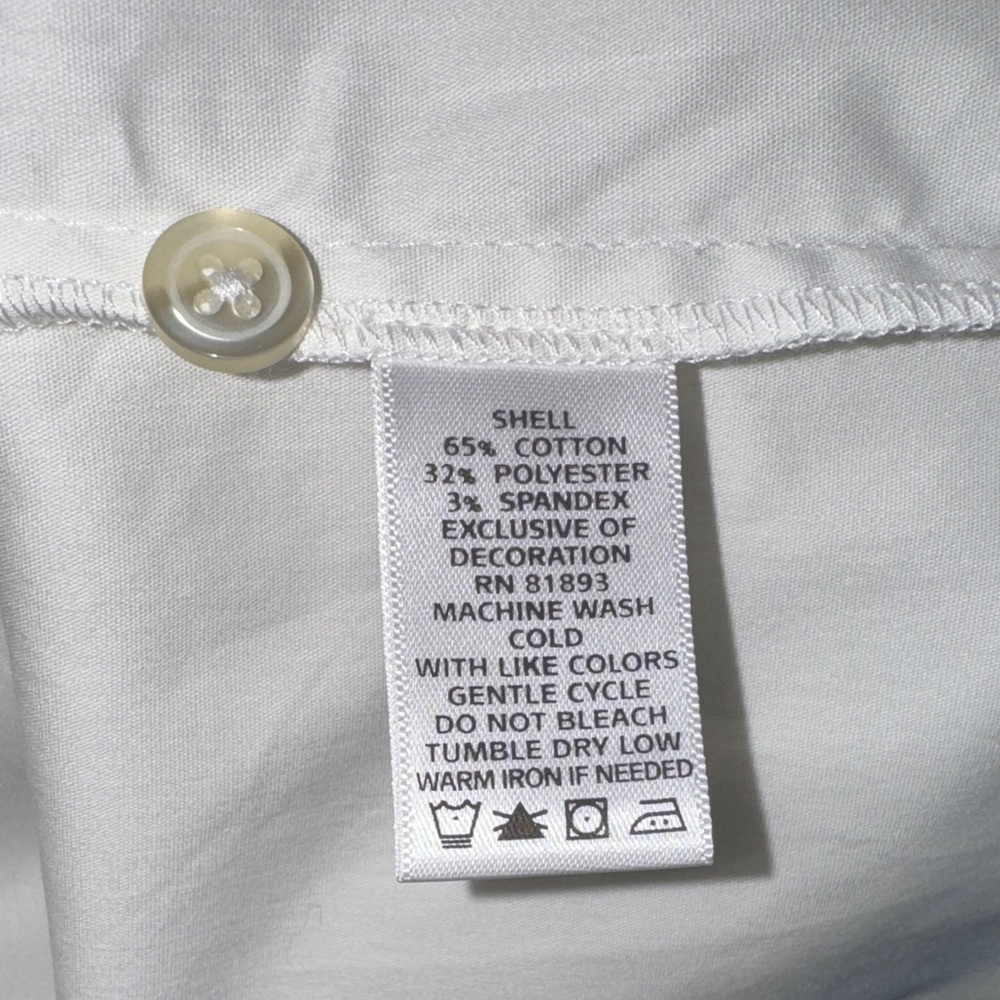 SHELL
65% COTTON
32% POLYESTER
3% SPANDEX
EXCLUSIVE OF
DECORATION
RN 81893
MACHINE WASH
COLD
WITH LIKE COLORS
GENTLE CYCLE
DO NOT BLEACH
TUMBLE DRY LOW
WARM IRON IF NEEDED